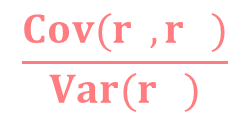 Cov(r ,r )
Var(r )